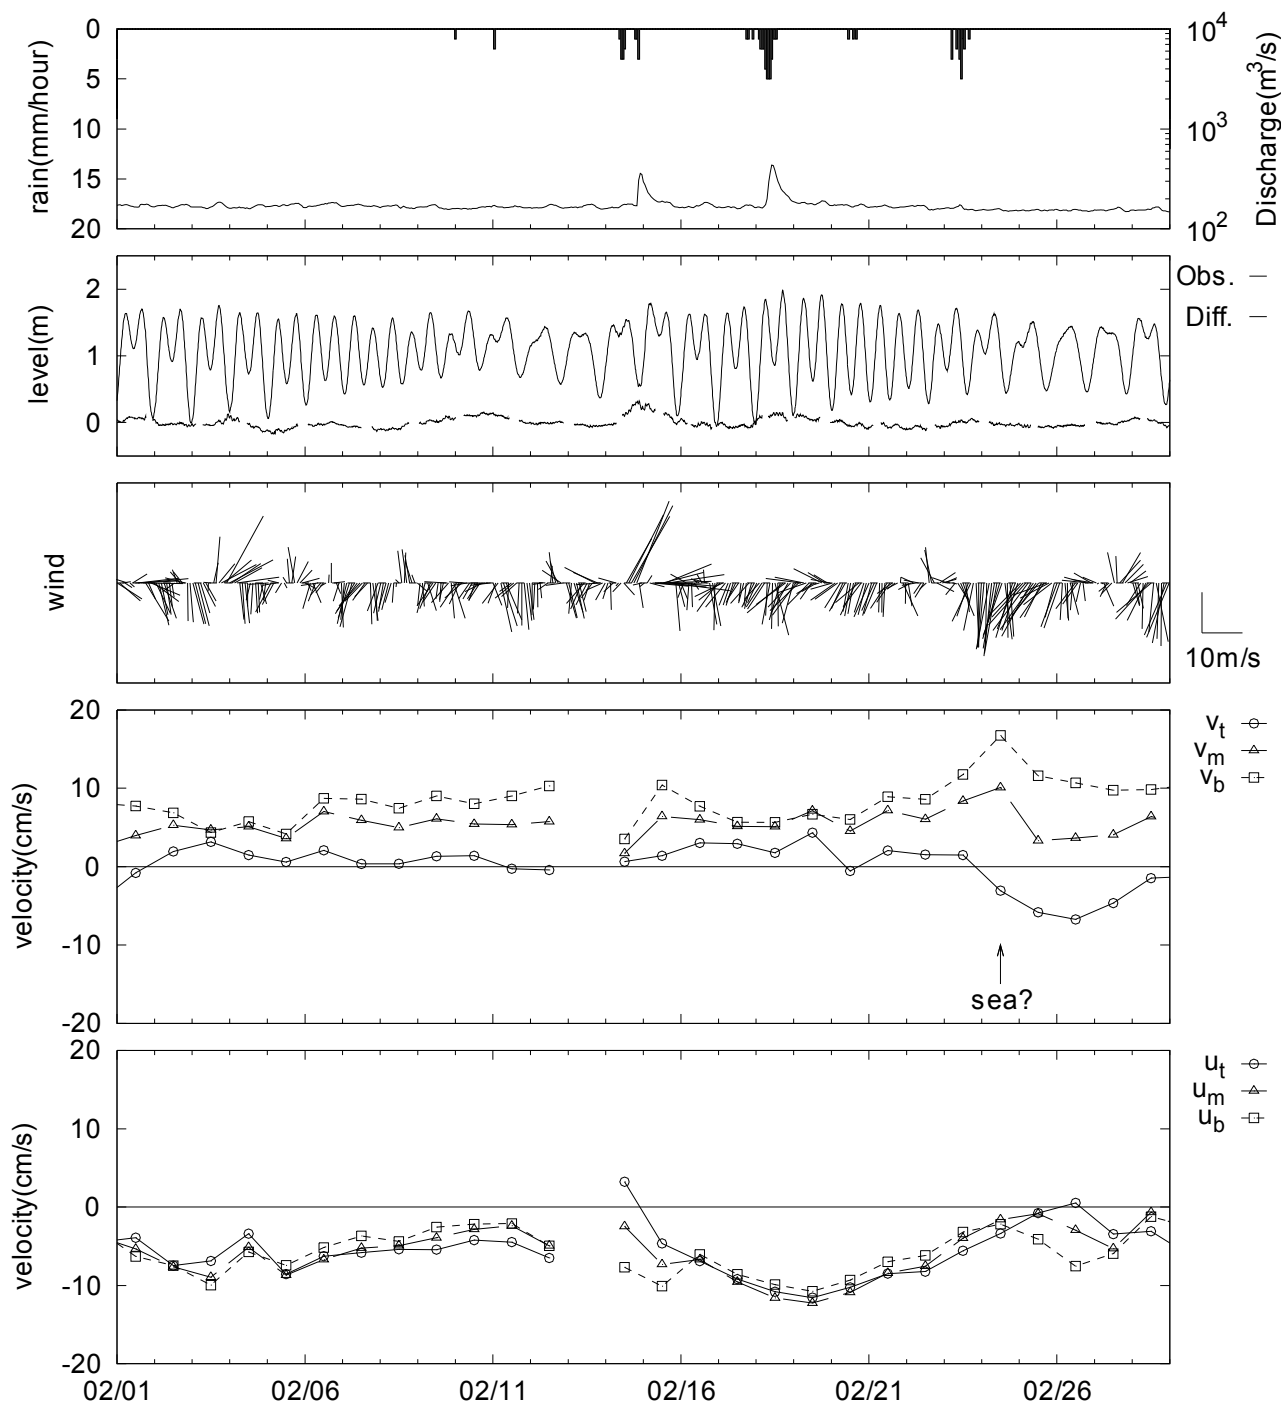 0
5
10
15
20
rain(mm/hour)
10^4
10^3
10^2
Discharge(m^3/s)
2
1
0
level(m)
Obs.
Diff.
wind
10m/s
20
10
0
-10
-20
velocity(cm/s)
v_t
v_m
v_b
sea?
20
10
0
-10
-20
velocity(cm/s)
u_t
u_m
u_b
02/01 02/06 02/11 02/16 02/21 02/26